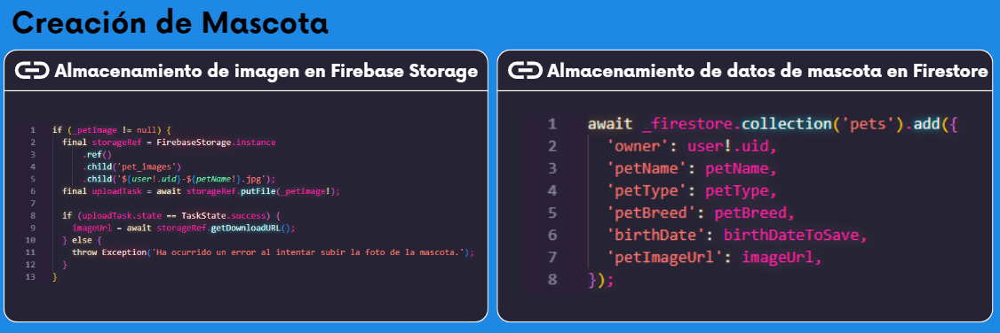 Creación de Mascota
Almacenamiento de imagen en Firebase Storage
1 if (_petImage != null) {
2 final storageRef = FirebaseStorage.instance
3 .ref()
4 .child('pet_images')
5 .child('${user!.uid}-${petName!}.jpg');
6 final uploadTask = await storageRef.putFile(_petImage!);
7
8 if (uploadTask.state == TaskState.success) {
9 imageUrl = await storageRef.getDownloadURL();
10 } else {
11 throw Exception('Ha ocurrido un error al intentar subir la foto de la mascota.');
12 }
13 }
Almacenamiento de datos de mascota en Firestore
1 await _firestore.collection('pets').add({
2 'owner': user!.uid,
3 'petName': petName,
4 'petType': petType,
5 'petBreed': petBreed,
6 'birthDate': birthDateToSave,
7 'petImageUrl': imageUrl,
8 });